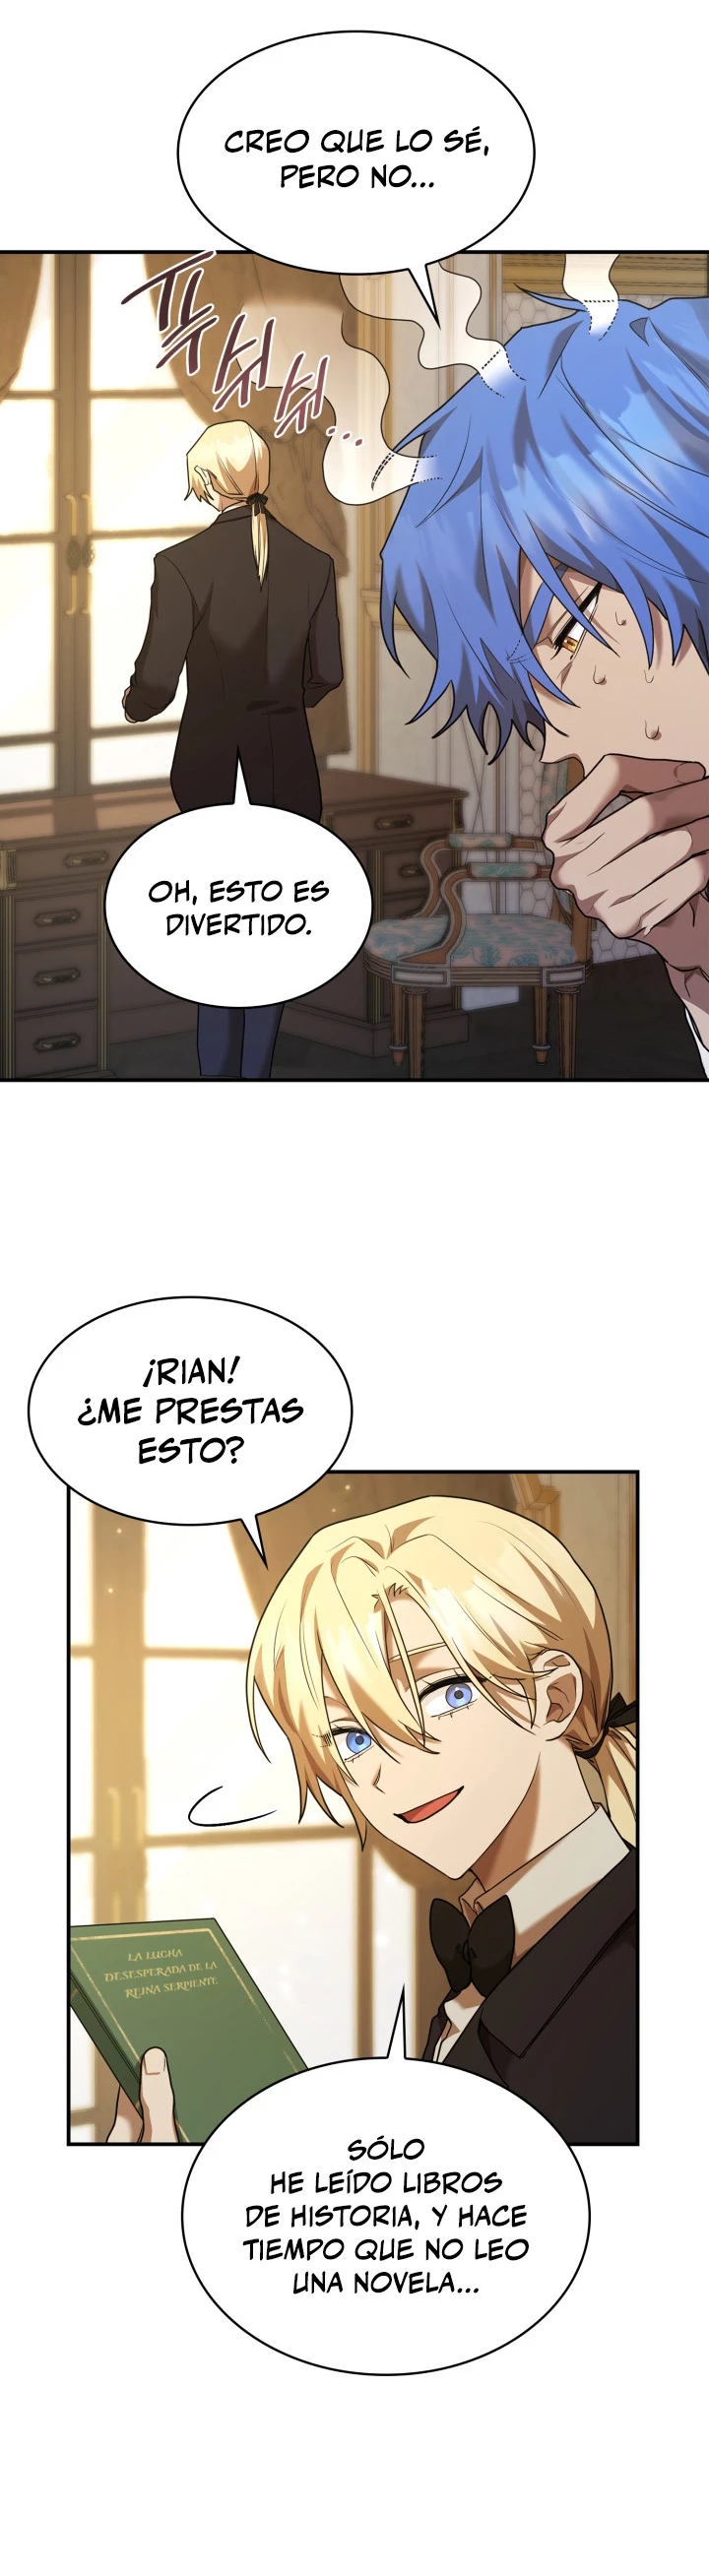 CREO QUE LO SÉ,
PERO NO...
OH, ESTO ES
DIVERTIDO.
¡RIAN!
¿ME PRESTAS
ESTO?
LA LUCHA
DESESPERADA DE LA
REINA SERPIENTE
SÓLO
HE LEÍDO LIBROS
DE HISTORIA, Y HACE
TIEMPO QUE NO LEO
UNA NOVELA...